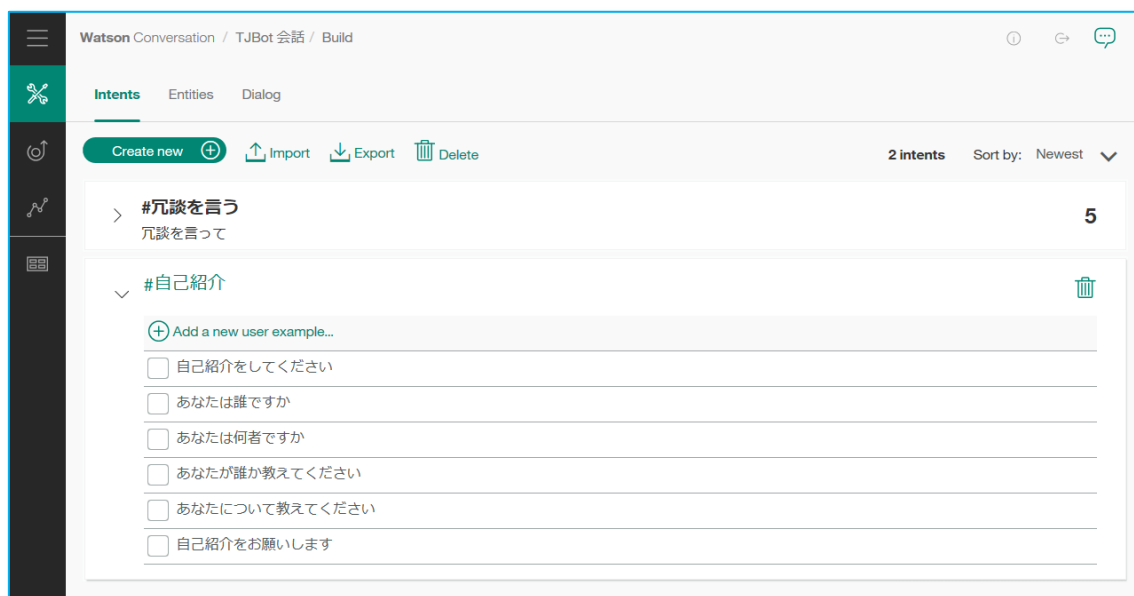 Watson Conversation / TJBot 会話 / Build
Intents Entities Dialog
Create new Import Export Delete 2 intents Sort by: Newest
#冗談を言う 5
冗談を言って
#自己紹介
Add a new user example...
自己紹介をしてください
あなたは誰ですか
あなたは何者ですか
あなたが誰か教えてください
あなたについて教えてください
自己紹介をお願いします